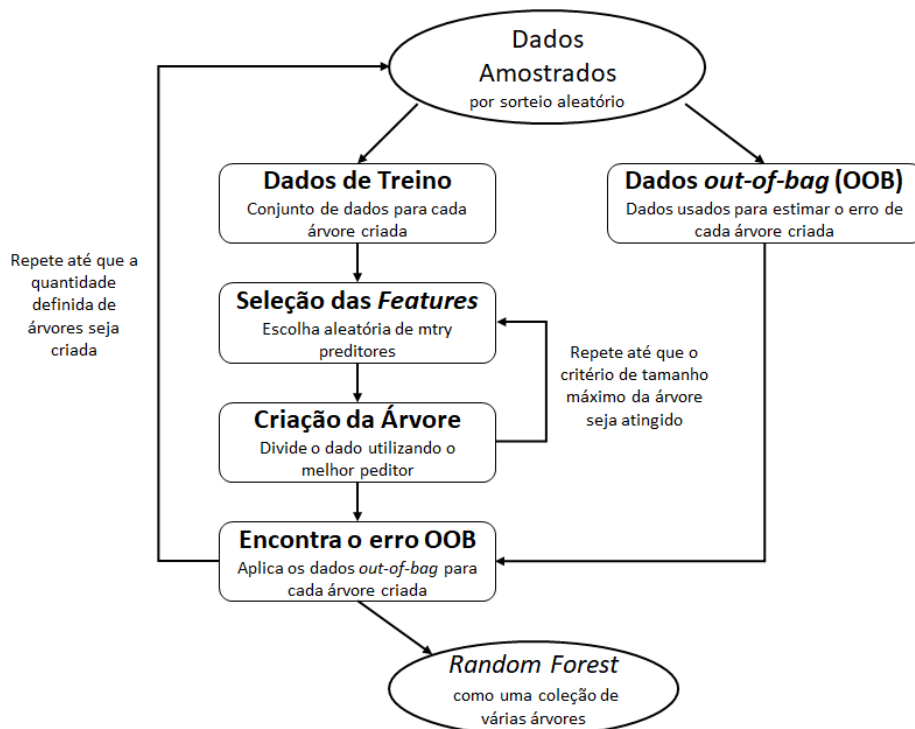 Dados
Amostrados
por sorteio aleatório
Dados de Treino
Conjunto de dados para cada
árvore criada
Dados out-of-bag (OOB)
Dados usados para estimar o erro de
cada árvore criada
Repete até que a
quantidade
definida de
árvores seja
criada
Seleção das Features
Escolha aleatória de mtry
preditores
Repete até que o
critério de tamanho
máximo da árvore
seja atingido
Criação da Árvore
Divide o dado utilizando o
melhor peditor
Encontra o erro OOB
Aplica os dados out-of-bag para
cada árvore criada
Random Forest
como uma coleção de
várias árvores